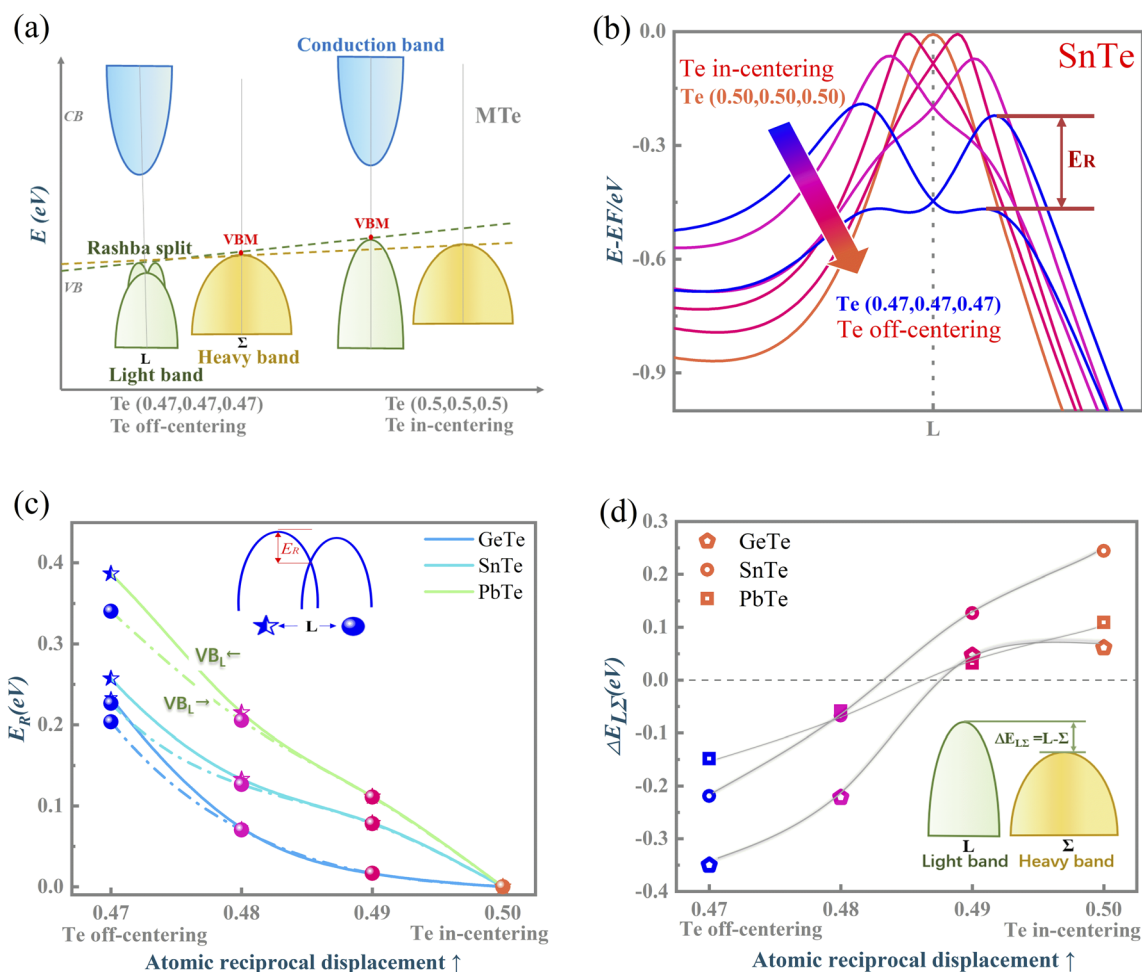 (a)
Conduction band
CB
MTe
E (eV)
Rashba split
VBM
VBM
VB
L
Σ
Light band
Heavy band
Te (0.47,0.47,0.47)
Te off-centering
Te (0.5,0.5,0.5)
Te in-centering
(b)
0.0
-0.3
-0.6
-0.9
E-EF/eV
SnTe
Te in-centering
Te (0.50,0.50,0.50)
ER
Te (0.47,0.47,0.47)
Te off-centering
L
(c)
0.4
0.3
0.2
0.1
0.0
ER(eV)
ER
L
GeTe
SnTe
PbTe
VBL←
VBL→
0.47
0.48
0.49
0.50
Te off-centering
Te in-centering
Atomic reciprocal displacement ↑
(d)
0.3
0.2
0.1
0.0
-0.1
-0.2
-0.3
-0.4
ΔELΣ(eV)
GeTe
SnTe
PbTe
ΔELΣ =L-Σ
L
Σ
Light band
Heavy band
0.47
0.48
0.49
0.50
Te off-centering
Te in-centering
Atomic reciprocal displacement ↑